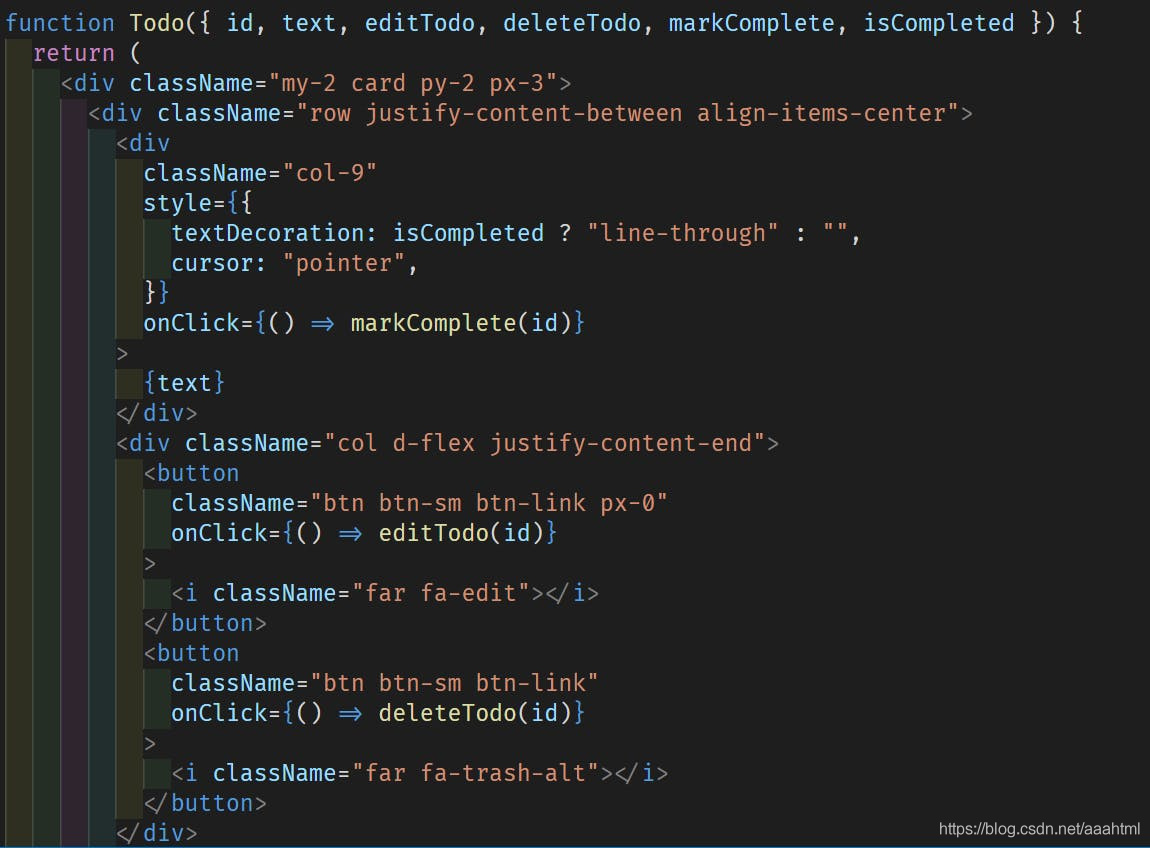 function Todo({ id, text, editTodo, deleteTodo, markComplete, isCompleted }) {
  return (
    <div className="my-2 card py-2 px-3">
      <div className="row justify-content-between align-items-center">
        <div
          className="col-9"
          style={{
            textDecoration: isCompleted ? "line-through" : "",
            cursor: "pointer",
          }}
          onClick={() => markComplete(id)}
        >
          {text}
        </div>
        <div className="col d-flex justify-content-end">
          <button
            className="btn btn-sm btn-link px-0"
            onClick={() => editTodo(id)}
          >
            <i className="far fa-edit"></i>
          </button>
          <button
            className="btn btn-sm btn-link"
            onClick={() => deleteTodo(id)}
          >
            <i className="far fa-trash-alt"></i>
          </button>
        </div>
https://blog.csdn.net/aaahtml